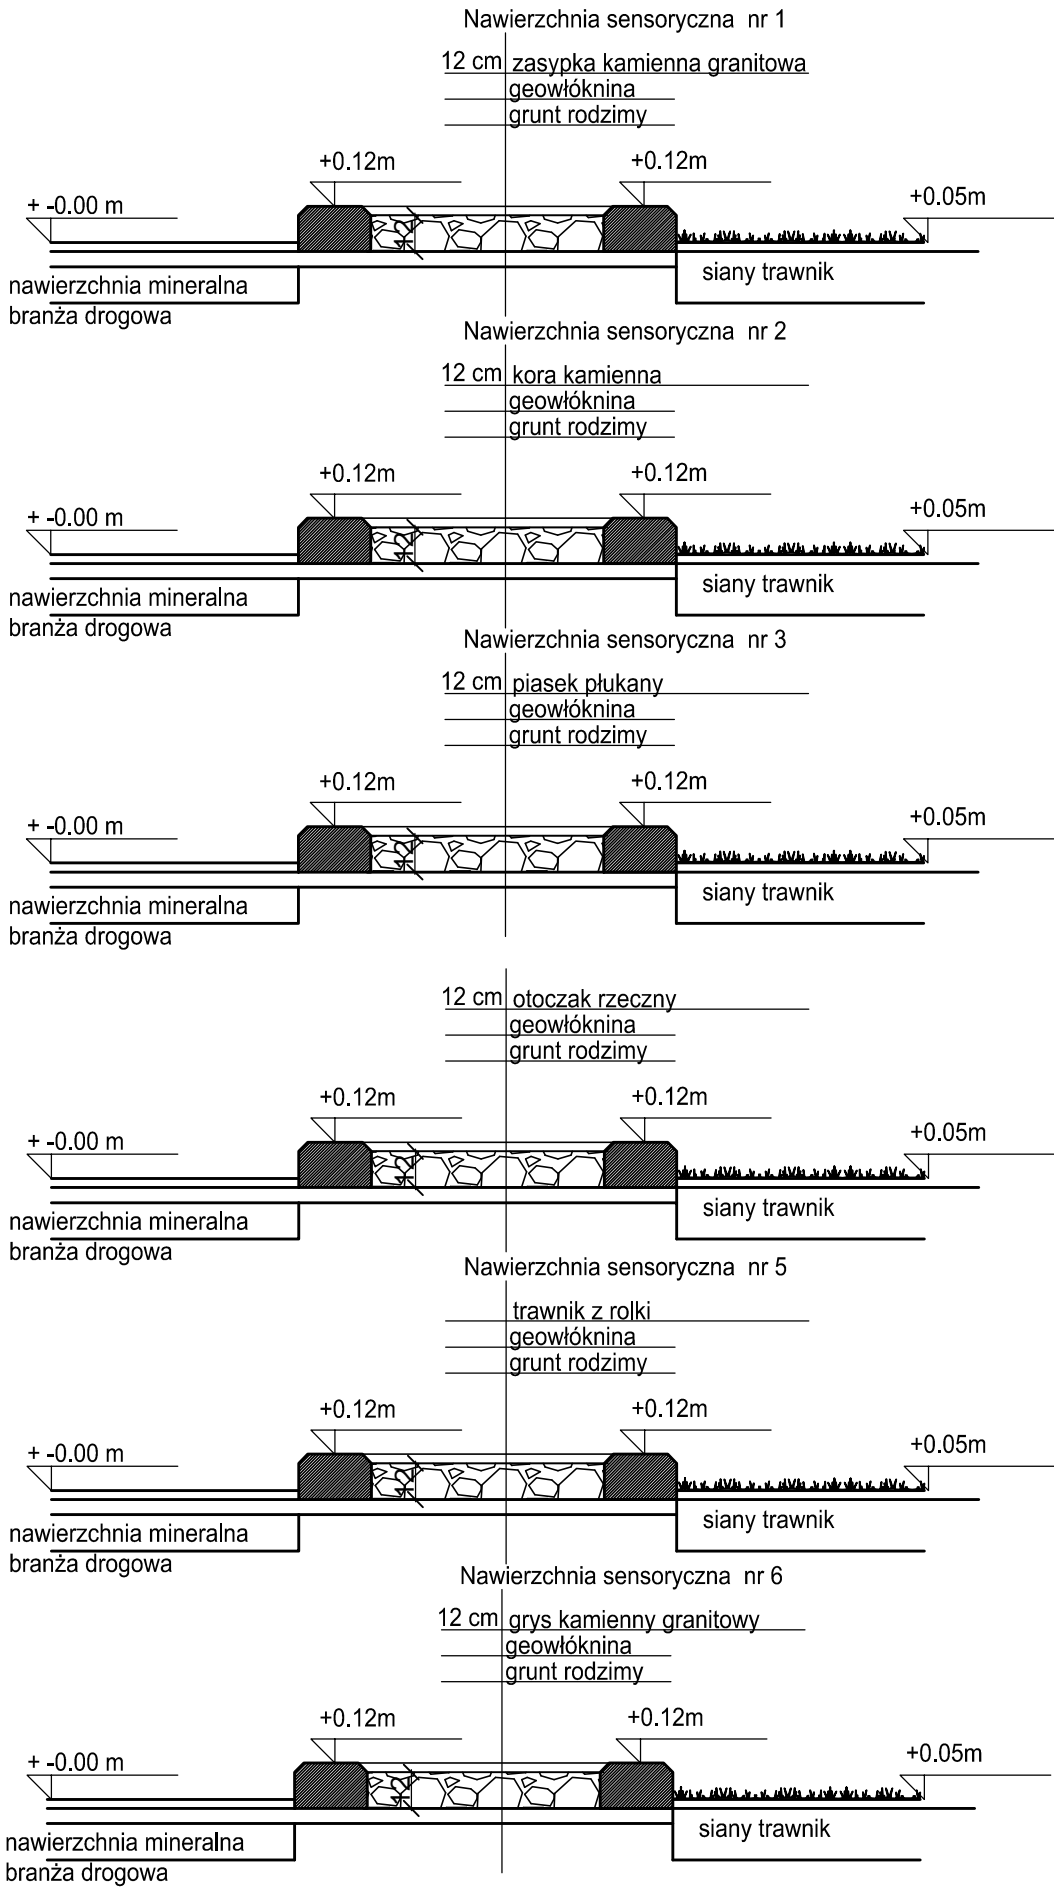 Nawierzchnia sensoryczna nr 1
12 cm zasypka kamienna granitowa
geowłóknina
grunt rodzimy
+0.12m +0.12m
+ -0.00 m +0.05m
12
nawierzchnia mineralna siany trawnik
branża drogowa
Nawierzchnia sensoryczna nr 2
12 cm kora kamienna
geowłóknina
grunt rodzimy
+0.12m +0.12m
+ -0.00 m +0.05m
12
nawierzchnia mineralna siany trawnik
branża drogowa
Nawierzchnia sensoryczna nr 3
12 cm piasek płukany
geowłóknina
grunt rodzimy
+0.12m +0.12m
+ -0.00 m +0.05m
12
nawierzchnia mineralna siany trawnik
branża drogowa
12 cm otoczak rzeczny
geowłóknina
grunt rodzimy
+0.12m +0.12m
+ -0.00 m +0.05m
12
nawierzchnia mineralna siany trawnik
branża drogowa
Nawierzchnia sensoryczna nr 5
trawnik z rolki
geowłóknina
grunt rodzimy
+0.12m +0.12m
+ -0.00 m +0.05m
12
nawierzchnia mineralna siany trawnik
branża drogowa
Nawierzchnia sensoryczna nr 6
12 cm grys kamienny granitowy
geowłóknina
grunt rodzimy
+0.12m +0.12m
+ -0.00 m +0.05m
12
nawierzchnia mineralna siany trawnik
branża drogowa